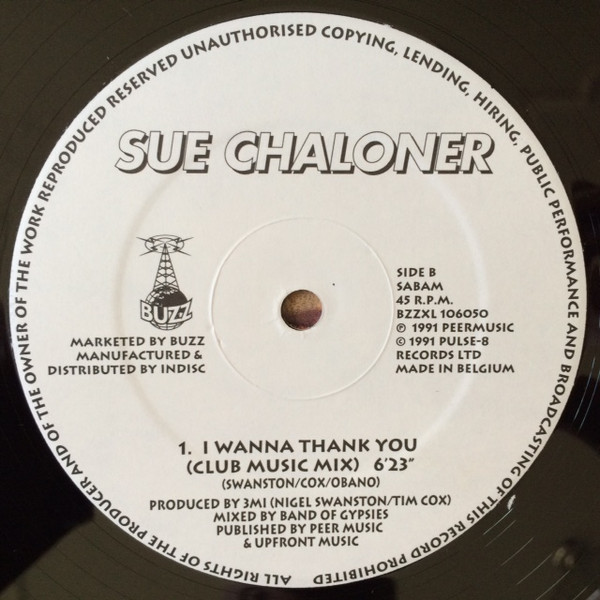 ALL RIGHTS OF THE PRODUCER AND OF THE OWNER OF THE WORK REPRODUCED RESERVED UNAUTHORISED COPYING, LENDING, HIRING, PUBLIC PERFORMANCE AND BROADCASTING OF THIS RECORD PROHIBITED
SUE CHALONER
BUZZ
MARKETED BY BUZZ
MANUFACTURED &
DISTRIBUTED BY INDISC
SIDE B
SABAM
45 R.P.M.
BZZXL 106050
℗ 1991 PEERMUSIC
© 1991 PULSE-8
RECORDS LTD
MADE IN BELGIUM
1. I WANNA THANK YOU
(CLUB MUSIC MIX) 6'23"
(SWANSTON/COX/OBANO)
PRODUCED BY 3MI (NIGEL SWANSTON/TIM COX)
MIXED BY BAND OF GYPSIES
PUBLISHED BY PEER MUSIC
& UPFRONT MUSIC